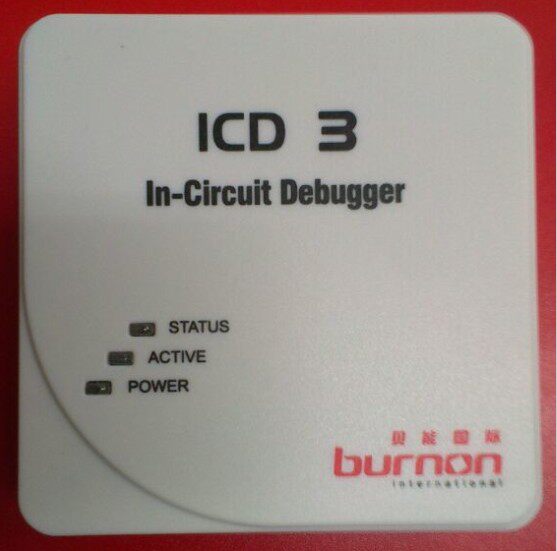 ICD 3
In-Circuit Debugger
STATUS
ACTIVE
POWER
贝能国际
burnon
international